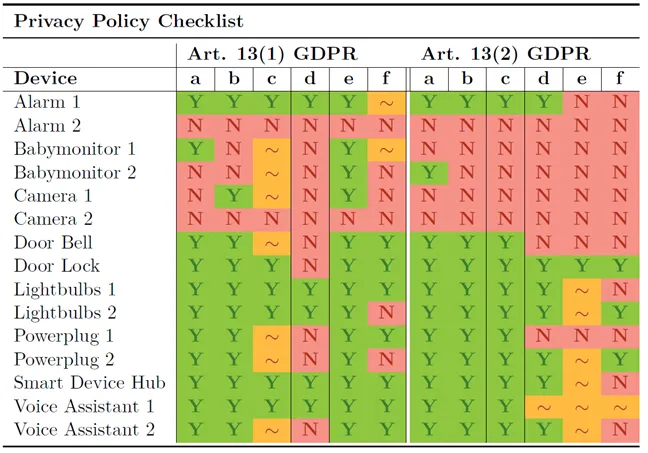 Privacy Policy Checklist
Art. 13(1) GDPR Art. 13(2) GDPR
Device a b c d e f a b c d e f
Alarm 1 Y Y Y Y Y ~ Y Y Y Y N N
Alarm 2 N N N N N N N N N N N N
Babymonitor 1 Y N ~ N Y ~ N N N N N N
Babymonitor 2 N N ~ N Y N Y N N N N N
Camera 1 N Y ~ N Y N N N N N N N
Camera 2 N N N N N N N N N N N N
Door Bell Y Y ~ N Y Y Y Y Y N N N
Door Lock Y Y Y N Y Y Y Y Y Y Y Y
Lightbulbs 1 Y Y Y Y Y Y Y Y Y Y ~ N
Lightbulbs 2 Y Y Y Y Y N Y Y Y Y ~ Y
Powerplug 1 Y Y ~ N Y Y Y Y Y N N N
Powerplug 2 Y Y ~ N Y N Y Y Y Y ~ Y
Smart Device Hub Y Y Y Y Y Y Y Y Y Y ~ N
Voice Assistant 1 Y Y Y Y Y Y Y Y Y ~ ~ ~
Voice Assistant 2 Y Y ~ N Y Y Y Y Y Y ~ N